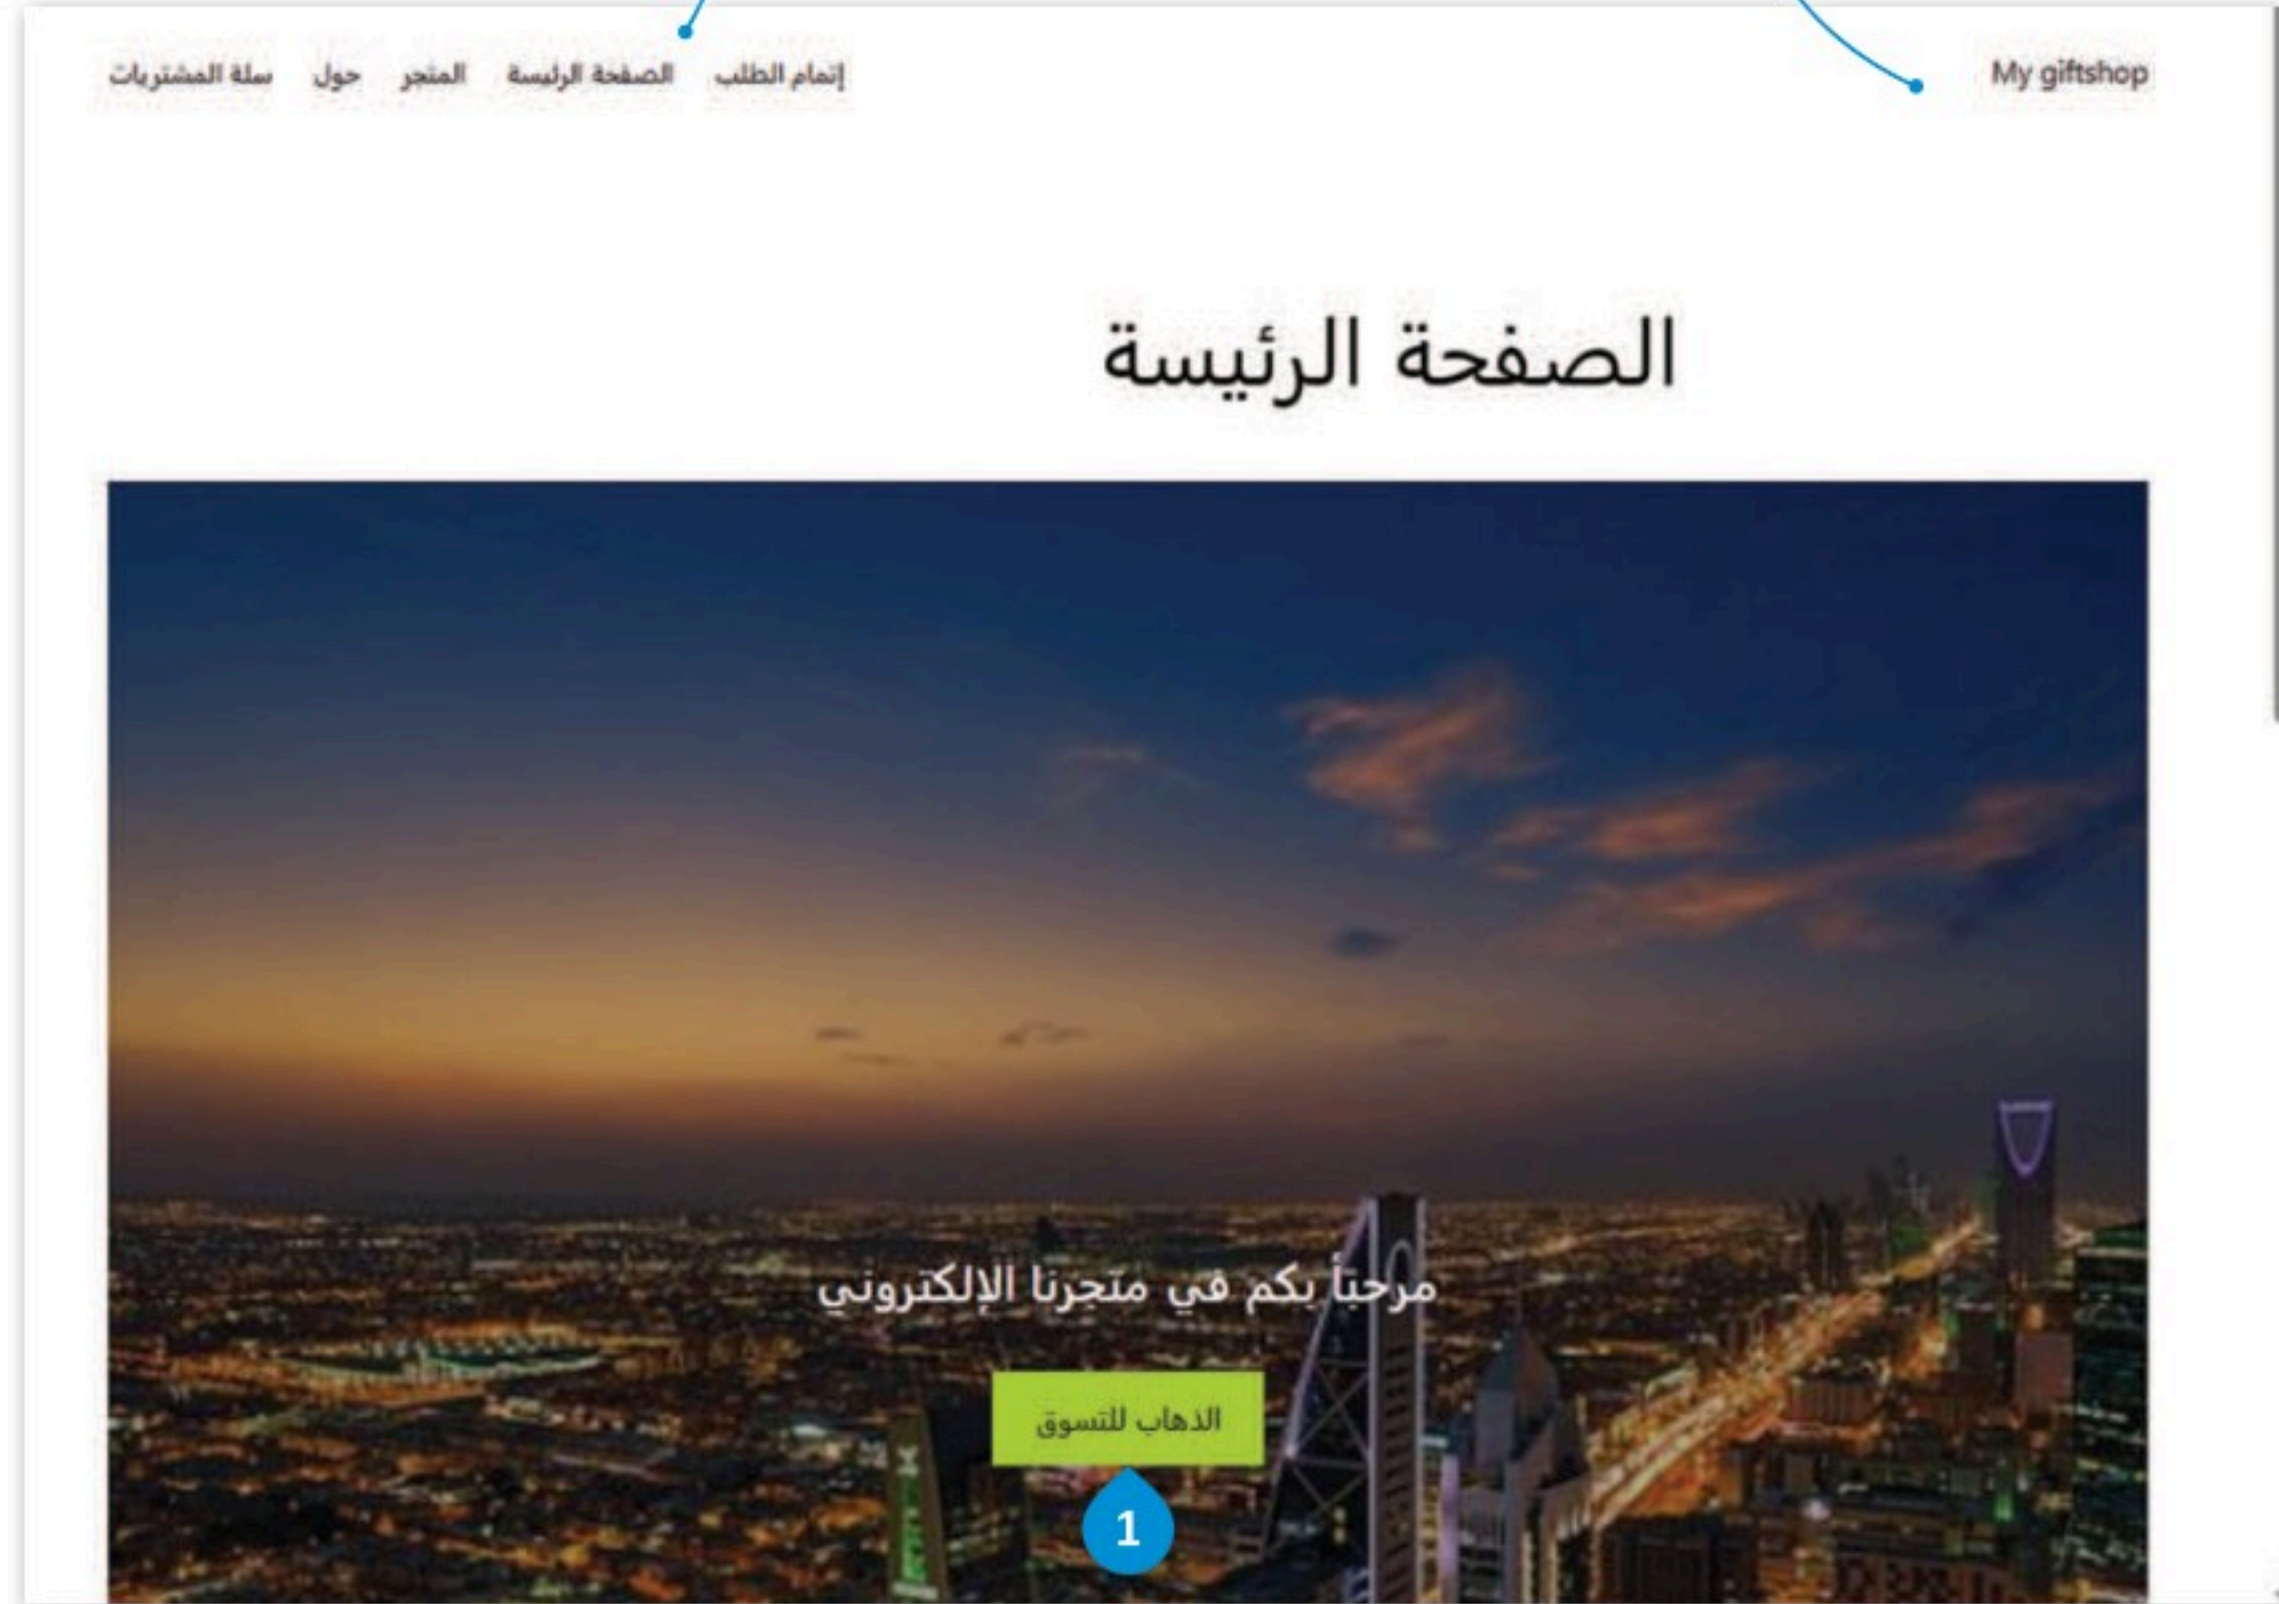 My giftshop
إتمام الطلب الصفحة الرئيسة المتجر حول سلة المشتريات
الصفحة الرئيسة
مرحبًا بكم في متجرنا الإلكتروني
الذهاب للتسوق
1